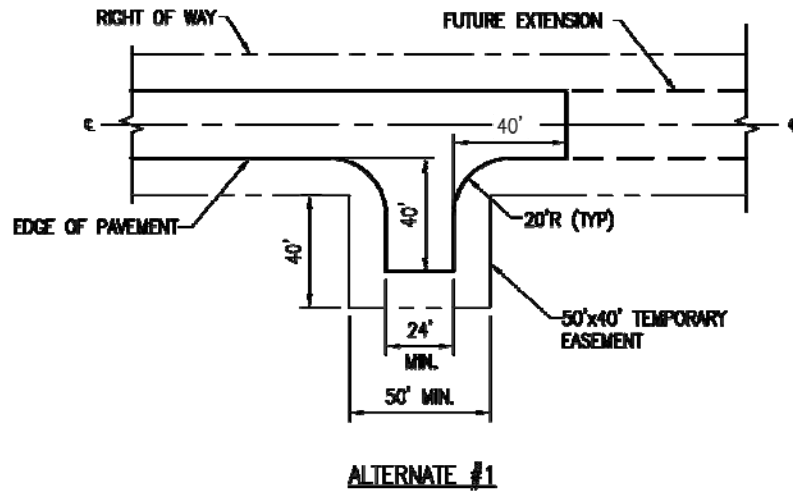 RIGHT OF WAY
FUTURE EXTENSION
℄
℄
40'
EDGE OF PAVEMENT
40'
40'
20'R (TYP)
24'
MIN.
50' MIN.
50'x40' TEMPORARY
EASEMENT
ALTERNATE #1